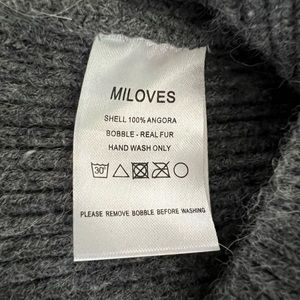 MILOVES
SHELL 100% ANGORA
BOBBLE - REAL FUR
HAND WASH ONLY
30°
PLEASE REMOVE BOBBLE BEFORE WASHING